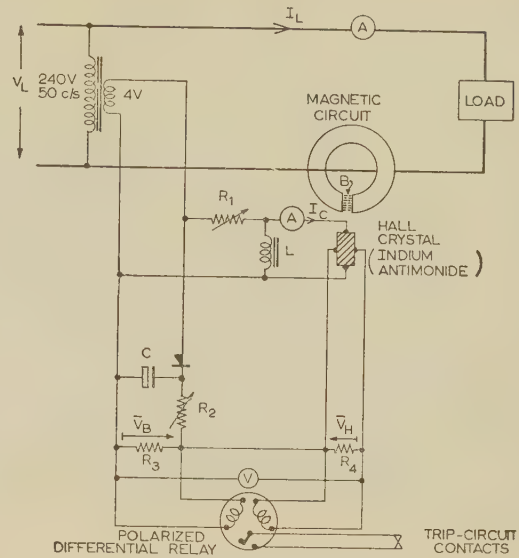 I_L
A
V_L
240V
50 c/s
4V
MAGNETIC
CIRCUIT
LOAD
B
R_1
A
I_C
L
HALL
CRYSTAL
(INDIUM
ANTIMONIDE)
C
R_2
V̄_B
V̄_H
R_3
R_4
V
POLARIZED
DIFFERENTIAL RELAY
TRIP-CIRCUIT
CONTACTS